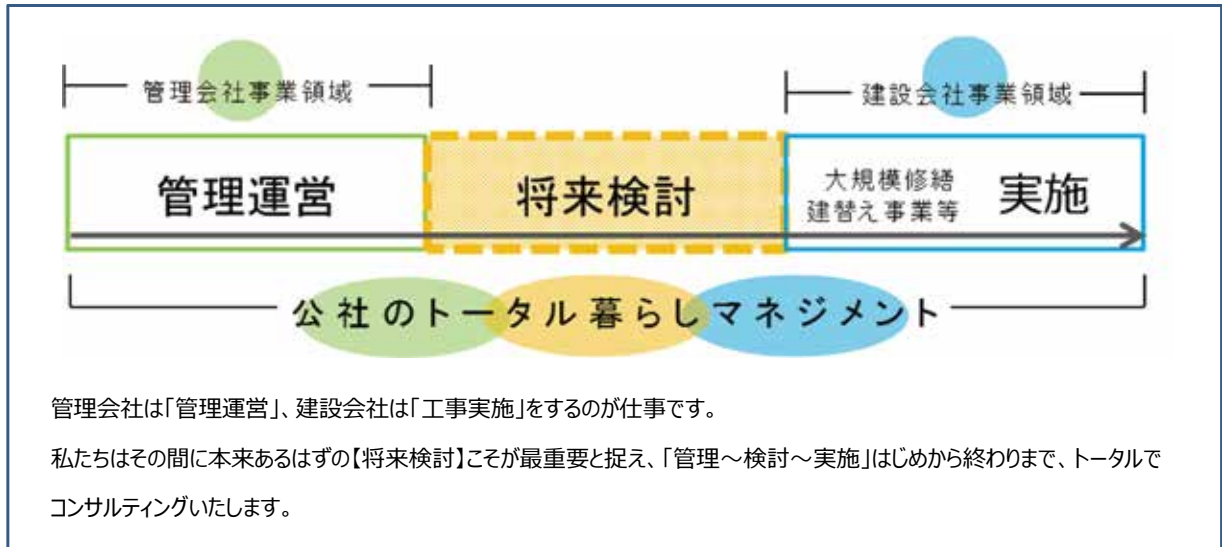 管理会社事業領域
建設会社事業領域
管理運営
将来検討
大規模修繕
建替え事業等
実施
公社のトータル暮らしマネジメント
管理会社は「管理運営」、建設会社は「工事実施」をするのが仕事です。
私たちはその間に本来あるはずの【将来検討】こそが最重要と捉え、「管理～検討～実施」はじめから終わりまで、トータルで
コンサルティングいたします。